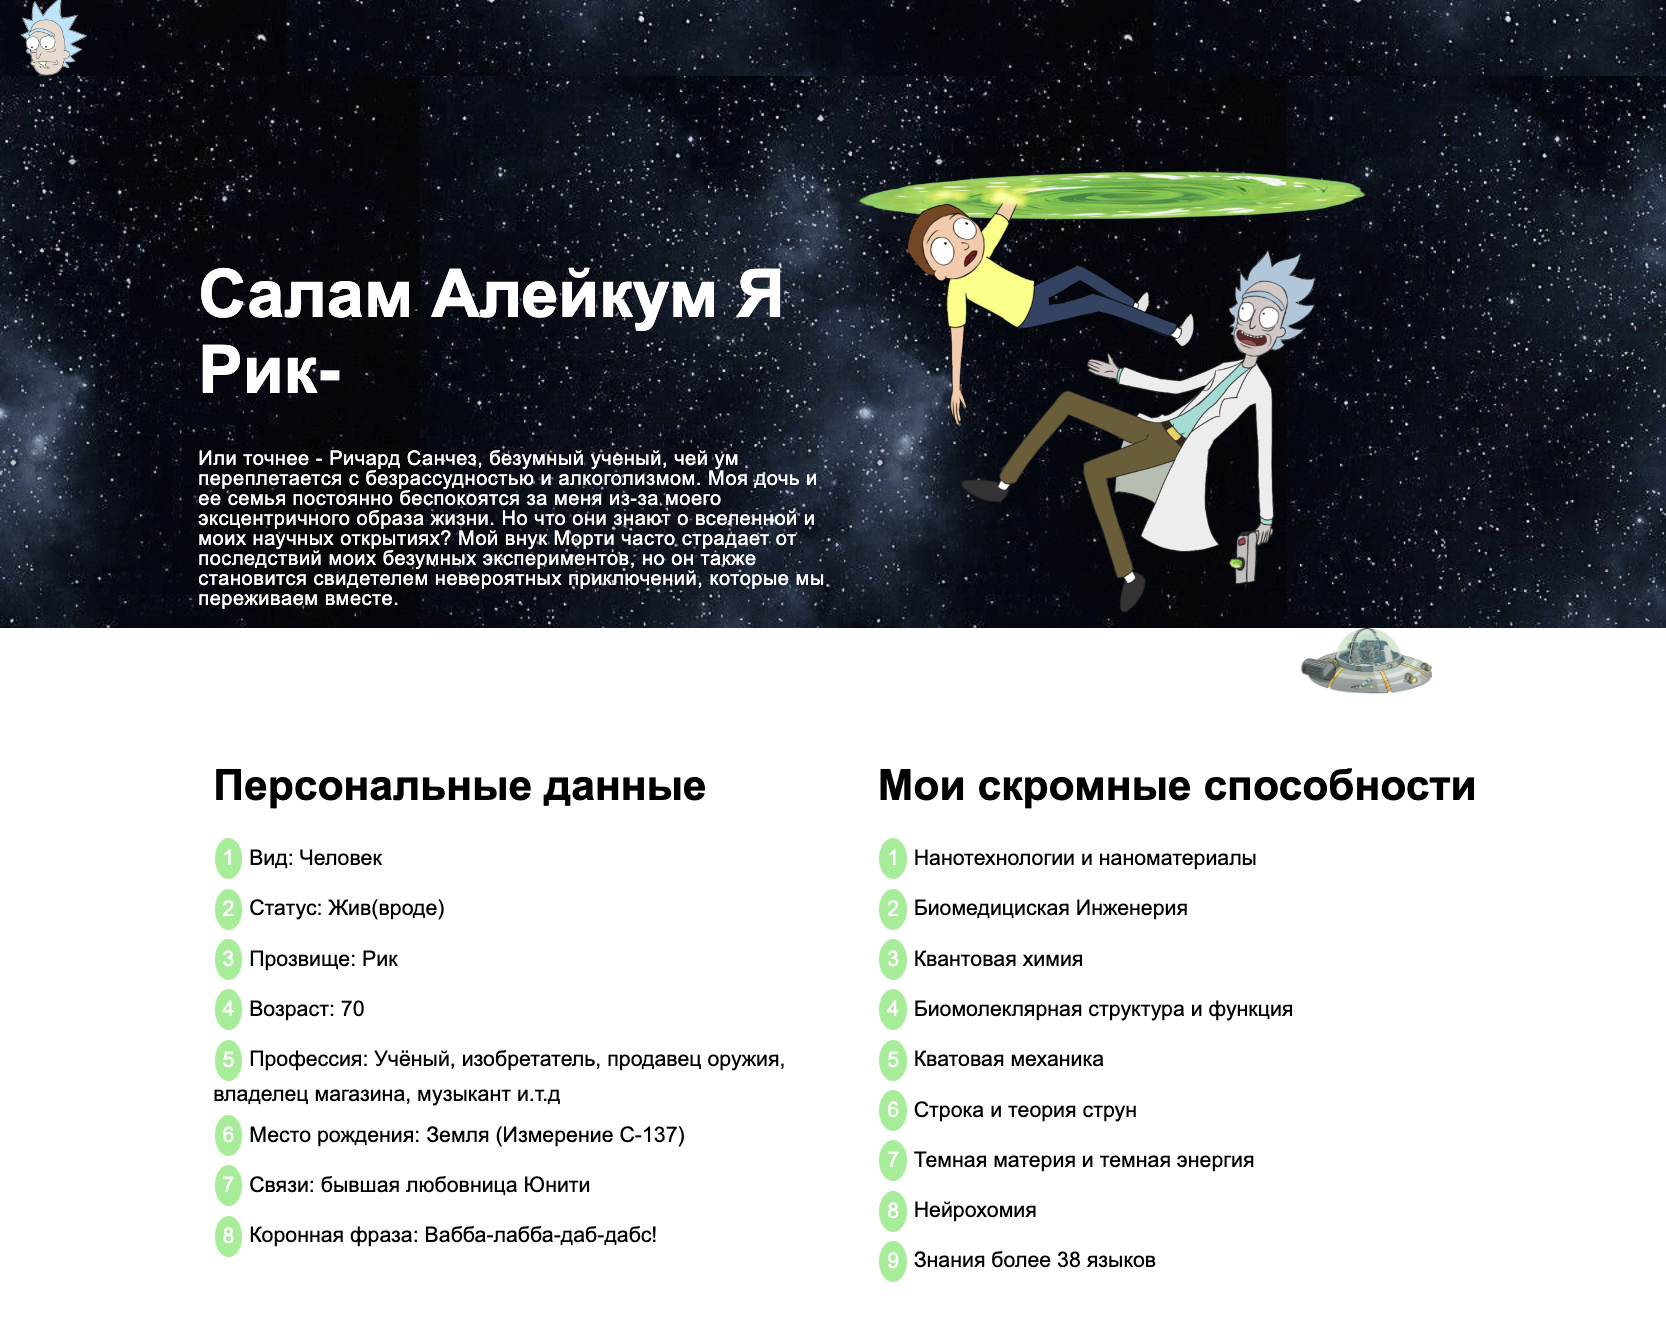 Салам Алейкум Я
Рик-
Или точнее - Ричард Санчез, безумный ученый, чей ум
переплетается с безрассудностью и алкоголизмом. Моя дочь и
ее семья постоянно беспокоятся за меня из-за моего
эксцентричного образа жизни. Но что они знают о вселенной и
моих научных открытиях? Мой внук Морти часто страдает от
последствий моих безумных экспериментов, но он также
становится свидетелем невероятных приключений, которые мы
переживаем вместе.
Персональные данные
1 Вид: Человек
2 Статус: Жив(вроде)
3 Прозвище: Рик
4 Возраст: 70
5 Профессия: Учёный, изобретатель, продавец оружия,
владелец магазина, музыкант и.т.д
6 Место рождения: Земля (Измерение C-137)
7 Связи: бывшая любовница Юнити
8 Коронная фраза: Вабба-лабба-даб-дабс!
Мои скромные способности
1 Нанотехнологии и наноматериалы
2 Биомедициская Инженерия
3 Квантовая химия
4 Биомолеклярная структура и функция
5 Кватовая механика
6 Строка и теория струн
7 Темная материя и темная энергия
8 Нейрохомия
9 Знания более 38 языков